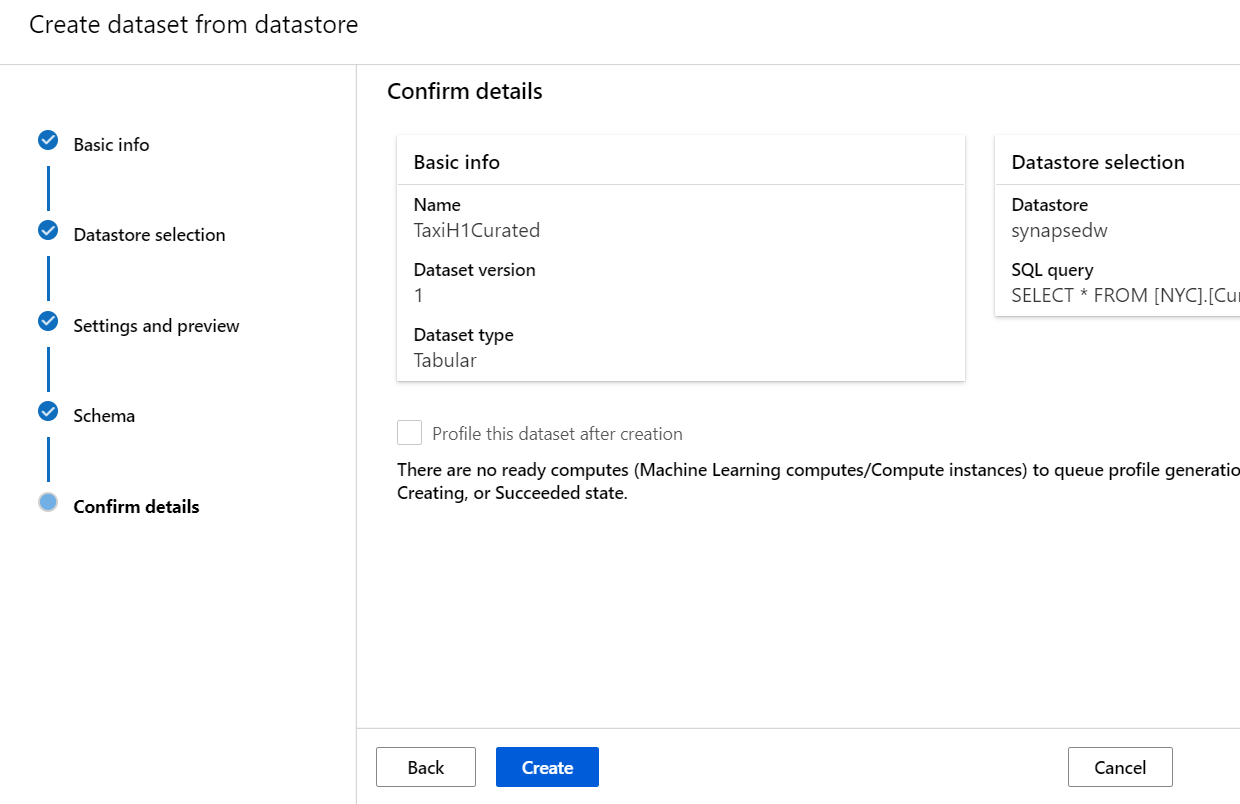 Create dataset from datastore
Basic info
Datastore selection
Settings and preview
Schema
Confirm details
Confirm details
Basic info
Name
TaxiH1Curated
Dataset version
1
Dataset type
Tabular
Datastore selection
Datastore
synapsedw
SQL query
SELECT * FROM [NYC].[Cu
Profile this dataset after creation
There are no ready computes (Machine Learning computes/Compute instances) to queue profile generatio
Creating, or Succeeded state.
Back
Create
Cancel